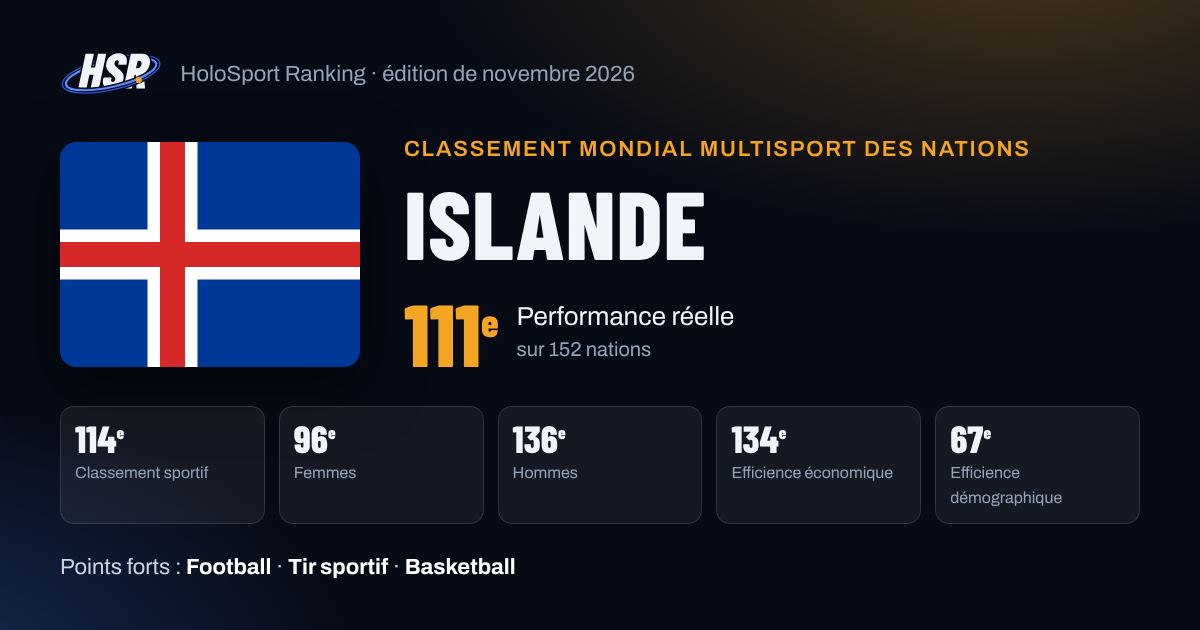 HSR
HoloSport Ranking · édition de novembre 2026
CLASSEMENT MONDIAL MULTISPORT DES NATIONS
ISLANDE
111e Performance réelle
sur 152 nations
114e
Classement sportif
96e
Femmes
136e
Hommes
134e
Efficience économique
67e
Efficience
démographique
Points forts : Football · Tir sportif · Basketball